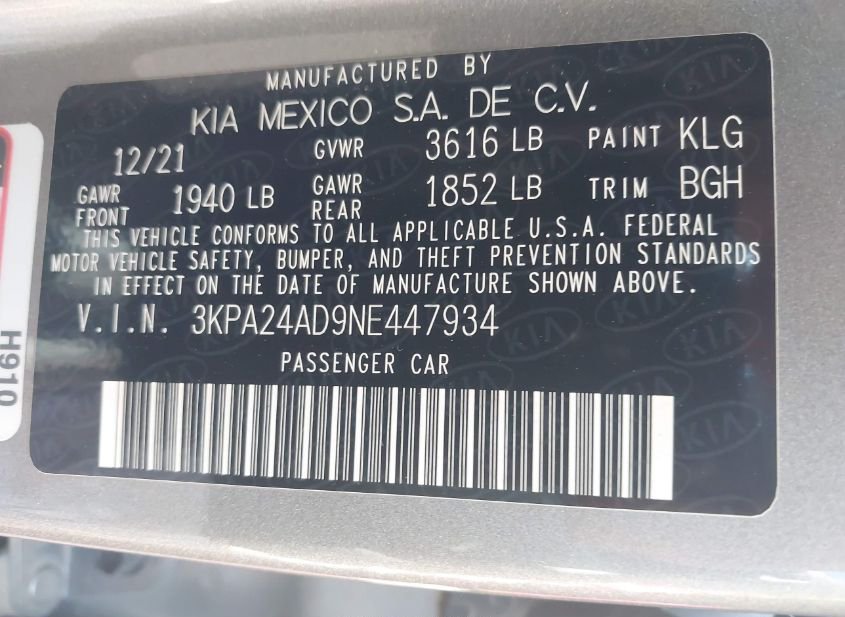 MANUFACTURED BY
KIA MEXICO S.A. DE C.V.
12/21 GVWR 3616 LB PAINT KLG
GAWR FRONT 1940 LB GAWR REAR 1852 LB TRIM BGH
THIS VEHICLE CONFORMS TO ALL APPLICABLE U.S.A. FEDERAL
MOTOR VEHICLE SAFETY, BUMPER, AND THEFT PREVENTION STANDARDS
IN EFFECT ON THE DATE OF MANUFACTURE SHOWN ABOVE.
V.I.N. 3KPA24AD9NE447934
PASSENGER CAR
H910